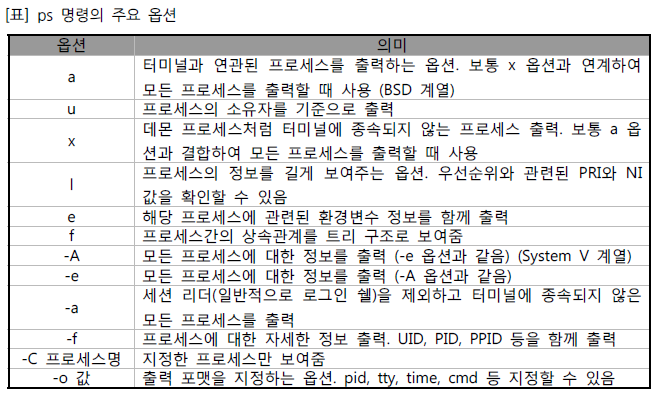 [표] ps 명령의 주요 옵션
옵션 의미
a 터미널과 연관된 프로세스를 출력하는 옵션. 보통 x 옵션과 연계하여
모든 프로세스를 출력할 때 사용 (BSD 계열)
u 프로세스의 소유자를 기준으로 출력
x 데몬 프로세스처럼 터미널에 종속되지 않는 프로세스 출력. 보통 a 옵
션과 결합하여 모든 프로세스를 출력할 때 사용
l 프로세스의 정보를 길게 보여주는 옵션. 우선순위와 관련된 PRI와 NI
값을 확인할 수 있음
e 해당 프로세스에 관련된 환경변수 정보를 함께 출력
f 프로세스간의 상속관계를 트리 구조로 보여줌
-A 모든 프로세스에 대한 정보를 출력 (-e 옵션과 같음) (System V 계열)
-e 모든 프로세스에 대한 정보를 출력 (-A 옵션과 같음)
-a 세션 리더(일반적으로 로그인 쉘)을 제외하고 터미널에 종속되지 않은
모든 프로세스를 출력
-f 프로세스에 대한 자세한 정보 출력. UID, PID, PPID 등을 함께 출력
-C 프로세스명 지정한 프로세스만 보여줌
-o 값 출력 포맷을 지정하는 옵션. pid, tty, time, cmd 등 지정할 수 있음